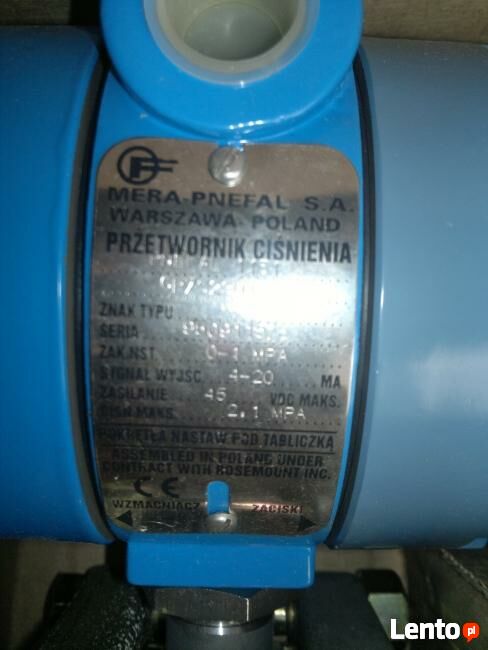 MERA-PNEFAL S.A.
WARSZAWA-POLAND
PRZETWORNIK CIŚNIENIA
ZNAK TYPU
SERIA
ZAK.NST. 0-1 MPA
SYGNAŁ WYJŚC. 4-20 MA
ZASILANIE 45 VDC MAKS.
CIŚN.MAKS. 2.1 MPA
POKRĘTŁA NASTAW POD TABLICZKĄ
ASSEMBLED IN POLAND UNDER
CONTRACT WITH ROSEMOUNT INC.
CE
WZMACNIACZ ZACISKI
Lento.pl